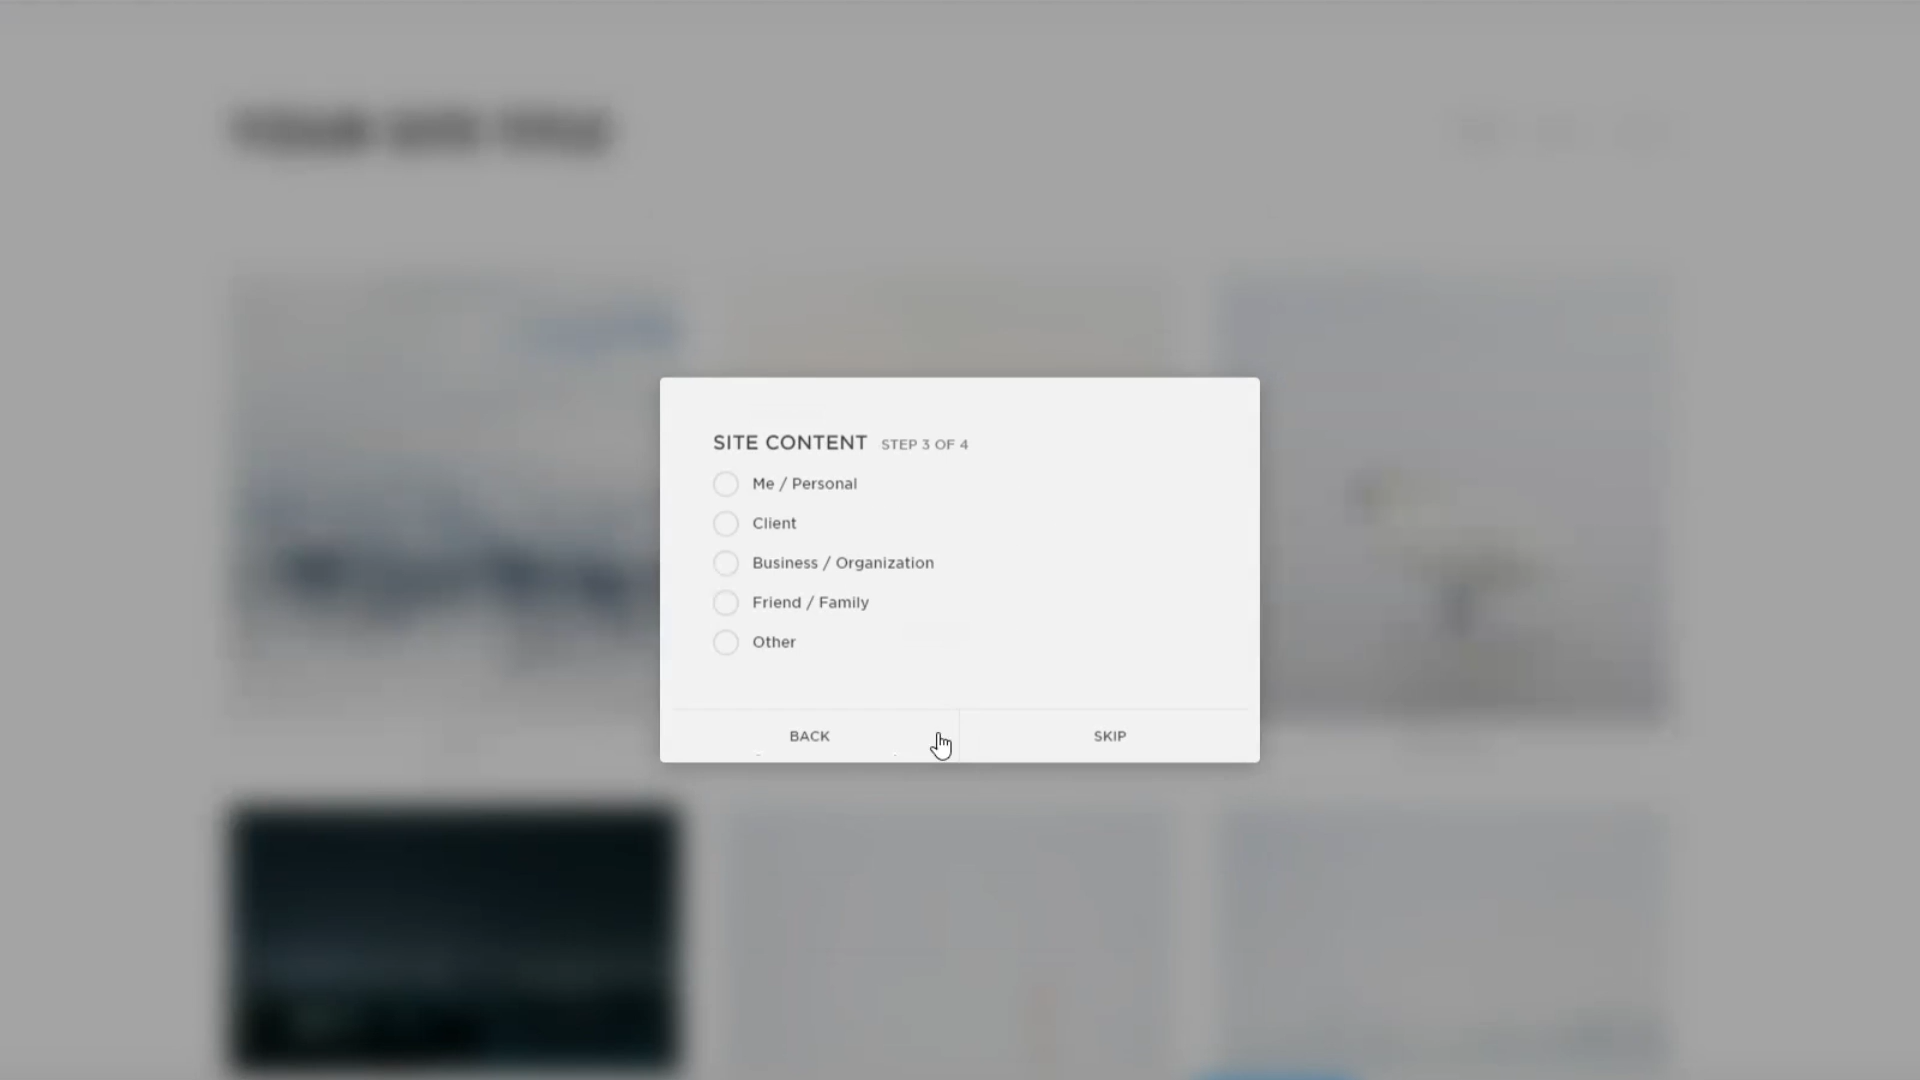 SITE CONTENT STEP 3 OF 4
Me / Personal
Client
Business / Organization
Friend / Family
Other
BACK SKIP